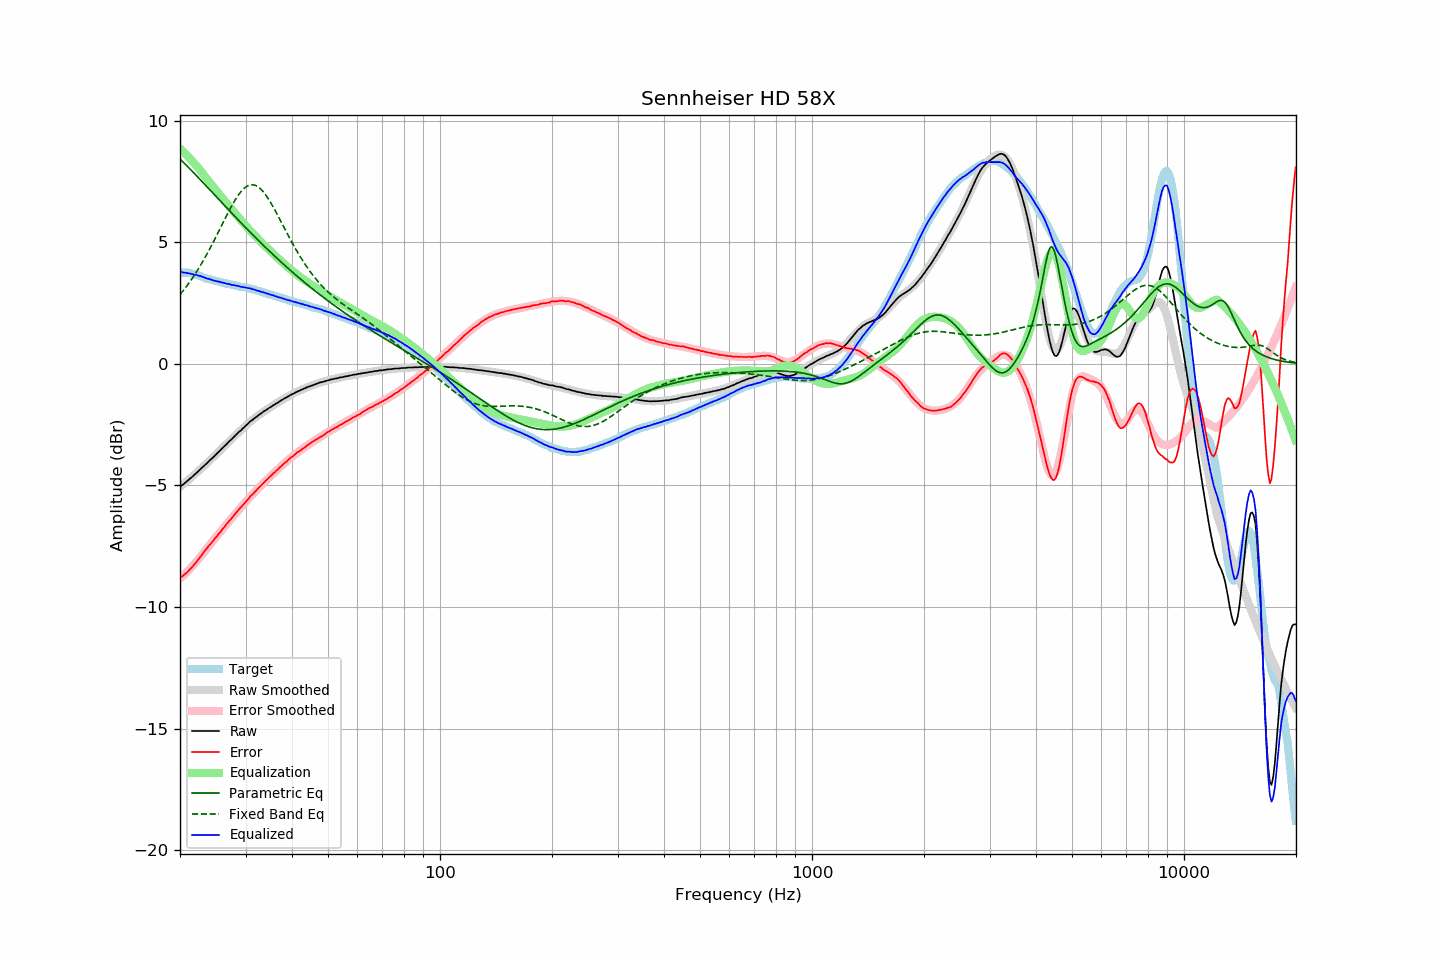 Sennheiser HD 58X
10
5
0
−5
−10
−15
−20
Amplitude (dBr)
Target
Raw Smoothed
Error Smoothed
Raw
Error
Equalization
Parametric Eq
Fixed Band Eq
Equalized
100 1000 10000
Frequency (Hz)